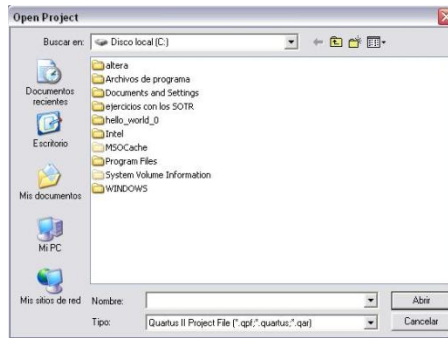 Open Project
Buscar en:
Disco local (C:)
Documentos
recientes
Escritorio
Mis documentos
Mi PC
Mis sitios de red
altera
Archivos de programa
Documents and Settings
ejercicios con los SOTR
hello_world_0
Intel
MSOCache
Program Files
System Volume Information
WINDOWS
Nombre:
Abrir
Tipo:
Quartus II Project File (*.qpf;*.quartus;*.qar)
Cancelar